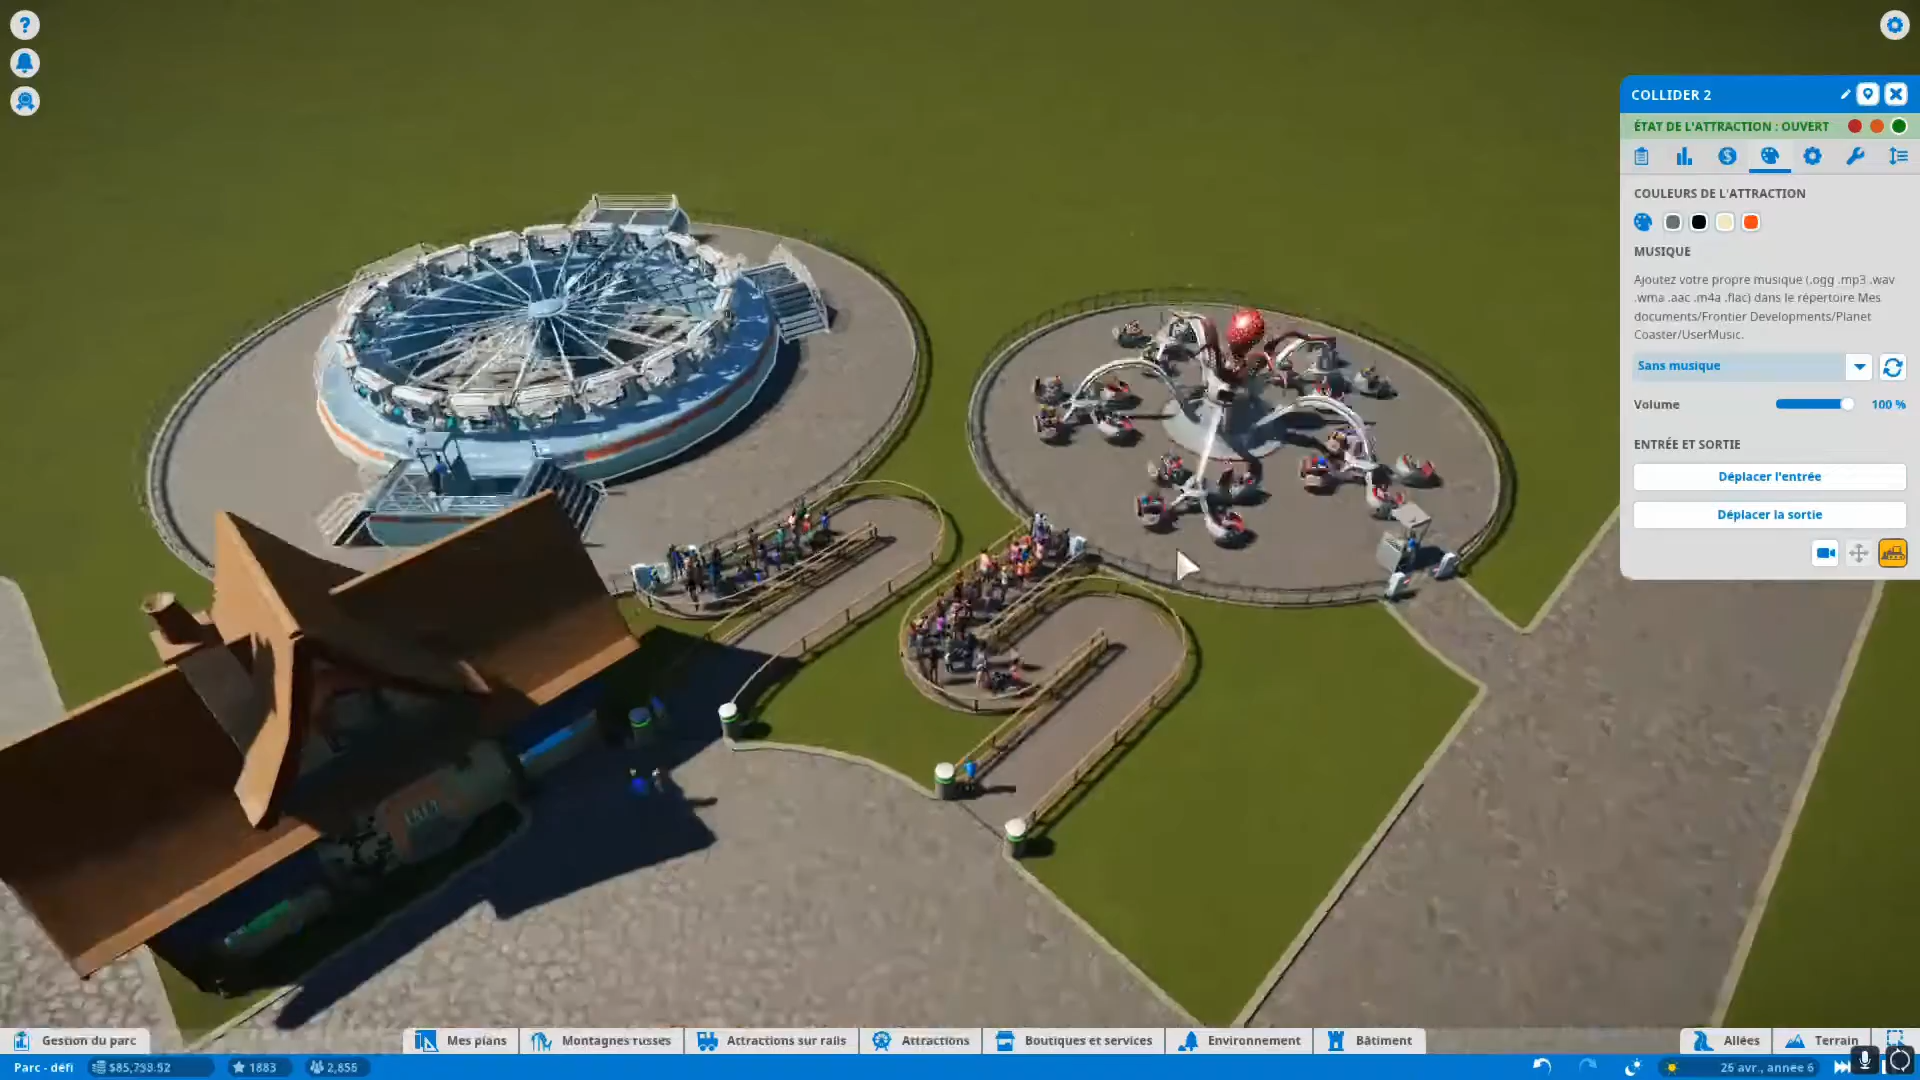 ?
COLLIDER 2
ÉTAT DE L'ATTRACTION : OUVERT
COULEURS DE L'ATTRACTION
MUSIQUE
Ajoutez votre propre musique (.ogg .mp3 .wav
.wma .aac .m4a .flac) dans le répertoire Mes
documents/Frontier Developments/Planet
Coaster/UserMusic.
Sans musique
Volume 100 %
ENTRÉE ET SORTIE
Déplacer l'entrée
Déplacer la sortie
Gestion du parc
Mes plans
Montagnes russes
Attractions sur rails
Attractions
Boutiques et services
Environnement
Bâtiment
Allées
Terrain
Parc - défi
$85,738.52
1883
2,856
26 avr., année 6